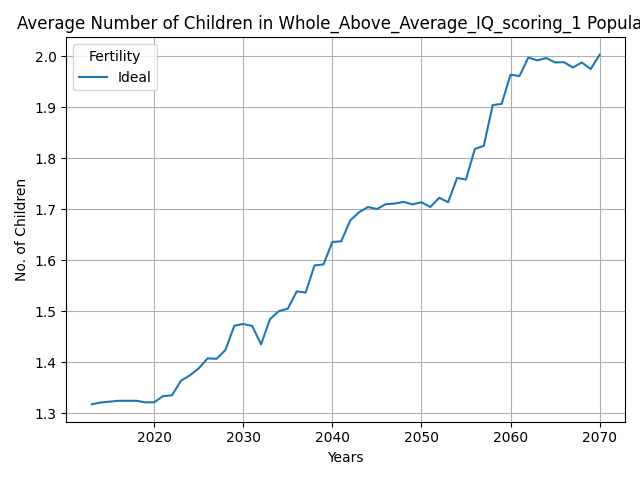 Average Number of Children in Whole_Above_Average_IQ_scoring_1 Popula
Fertility
Ideal
2.0
1.9
1.8
1.7
1.6
1.5
1.4
1.3
No. of Children
2020 2030 2040 2050 2060 2070
Years